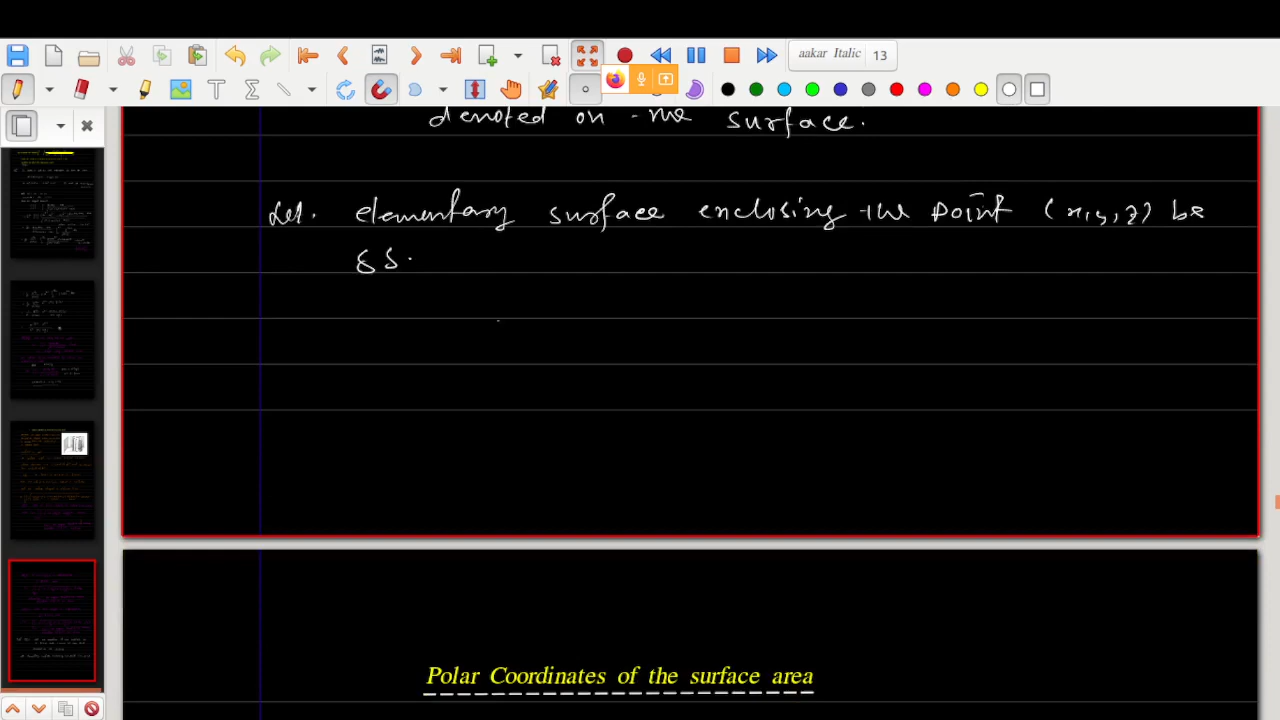 aakar Italic 13
denoted on the surface.
Let. elementary surface enclosing the point (x, y, z) be
δS.
Polar Coordinates of the surface area